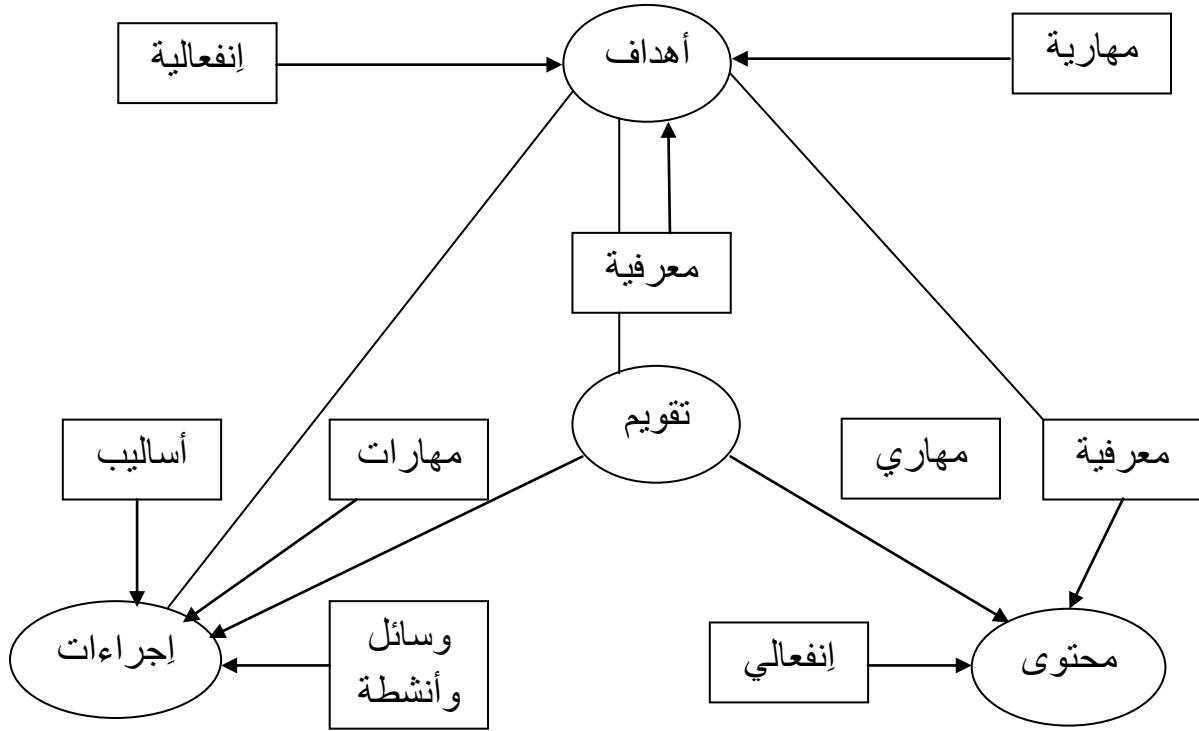 أهداف
مهارية
إنفعالية
معرفية
تقويم
معرفية
مهاري
مهارات
أساليب
محتوى
إنفعالي
وسائل
وأنشطة
إجراءات